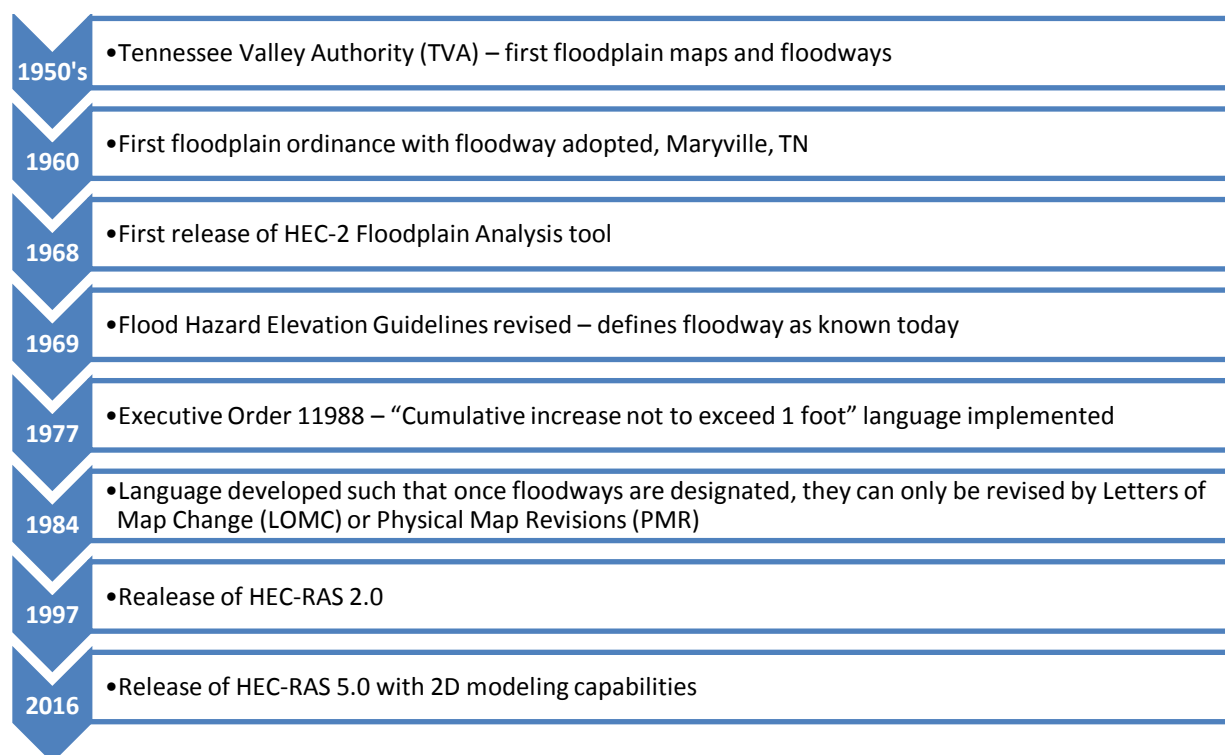 1950's
•Tennessee Valley Authority (TVA) – first floodplain maps and floodways
1960
•First floodplain ordinance with floodway adopted, Maryville, TN
1968
•First release of HEC-2 Floodplain Analysis tool
1969
•Flood Hazard Elevation Guidelines revised – defines floodway as known today
1977
•Executive Order 11988 – “Cumulative increase not to exceed 1 foot” language implemented
1984
•Language developed such that once floodways are designated, they can only be revised by Letters of
Map Change (LOMC) or Physical Map Revisions (PMR)
1997
•Realease of HEC-RAS 2.0
2016
•Release of HEC-RAS 5.0 with 2D modeling capabilities